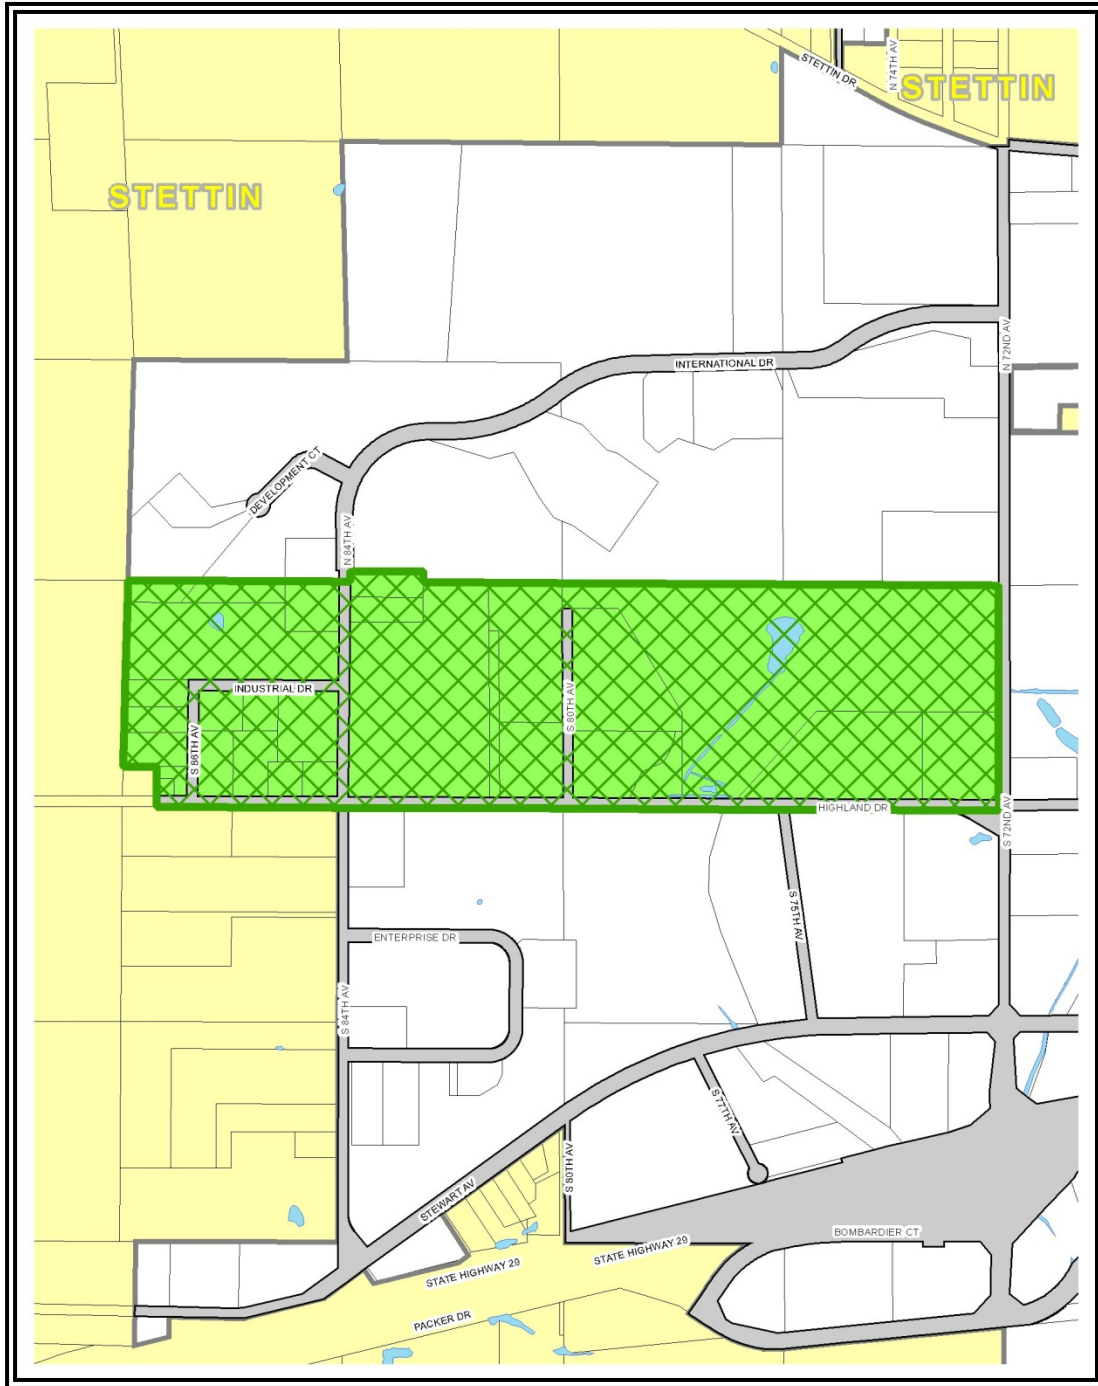 STETTIN DR
N 74TH AV
STETTIN
STETTIN
INTERNATIONAL DR
N 72ND AV
DEVELOPMENT CT
N 84TH AV
INDUSTRIAL DR
S 86TH AV
S 80TH AV
HIGHLAND DR
S 72ND AV
S 75TH AV
ENTERPRISE DR
S 84TH AV
S 77TH AV
S 80TH AV
STEWART AV
BOMBARDIER CT
STATE HIGHWAY 29
STATE HIGHWAY 29
PACKER DR